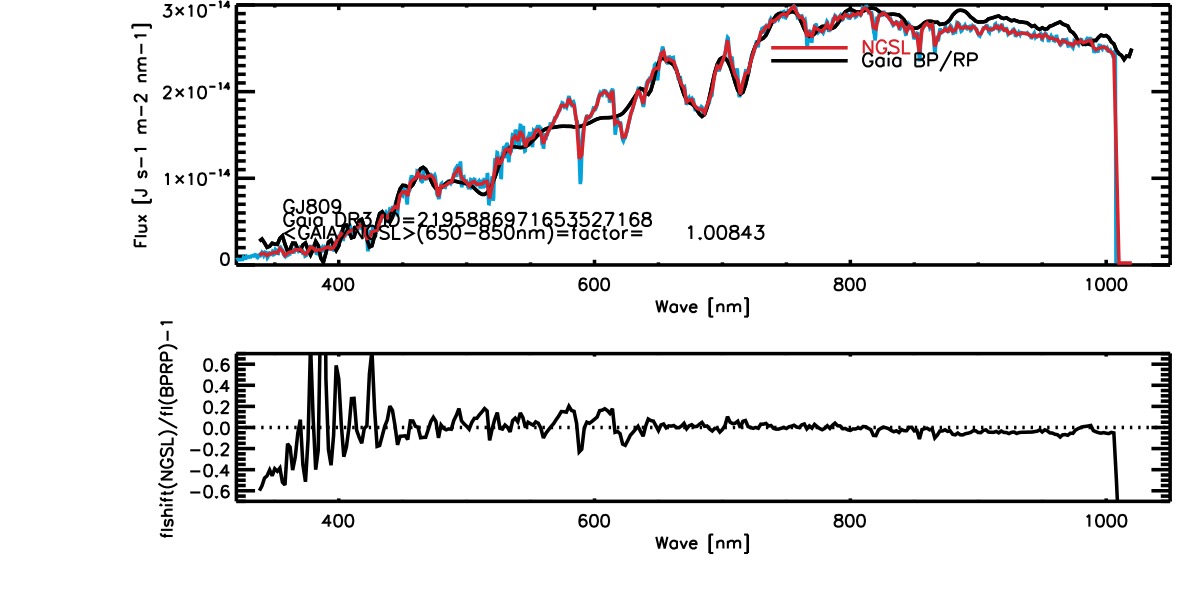 3×10−14
2×10−14
1×10−14
0
Flux [J s−1 m−2 nm−1]
NGSL
Gaia BP/RP
GJ809
Gaia DR3 ID=2195886971653527168
<GAIA/NGSL>(650−850nm)=factor= 1.00843
400 600 800 1000
Wave [nm]
flshift(NGSL)/fl(BPRP)−1
0.6
0.4
0.2
0.0
−0.2
−0.4
−0.6
400 600 800 1000
Wave [nm]